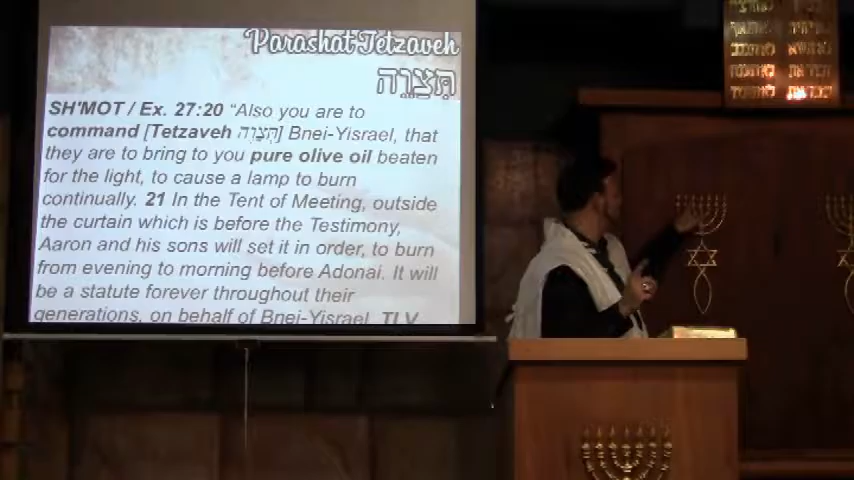 Parashat Tetzaveh
תְּצַוֶּה
SH'MOT / Ex. 27:20 “Also you are to
command [Tetzaveh תְּצַוֶּה] Bnei-Yisrael, that
they are to bring to you pure olive oil beaten
for the light, to cause a lamp to burn
continually. 21 In the Tent of Meeting, outside
the curtain which is before the Testimony,
Aaron and his sons will set it in order, to burn
from evening to morning before Adonai. It will
be a statute forever throughout their
generations, on behalf of Bnei-Yisrael. TLV